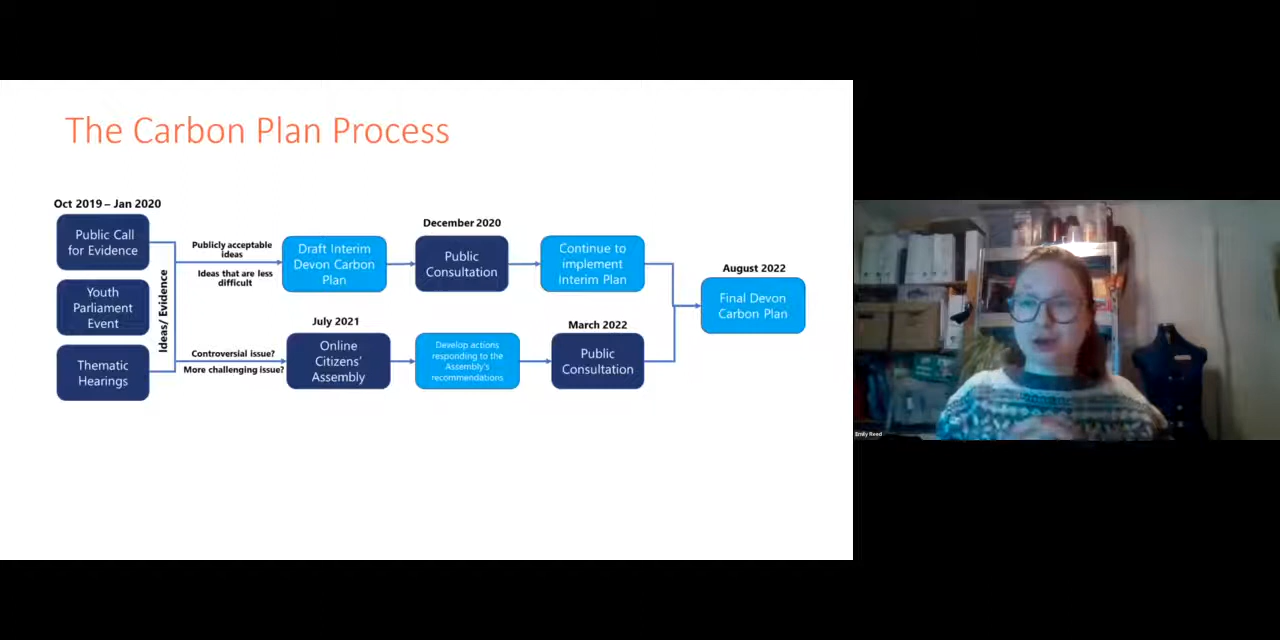 The Carbon Plan Process
Oct 2019 – Jan 2020
Public Call
for Evidence
Youth
Parliament
Event
Thematic
Hearings
Ideas/ Evidence
Publicly acceptable
ideas
Ideas that are less
difficult
Draft Interim
Devon Carbon
Plan
December 2020
Public
Consultation
Continue to
implement
Interim Plan
Controversial issue?
More challenging issue?
July 2021
Online
Citizens'
Assembly
Develop actions
responding to the
Assembly's
recommendations
March 2022
Public
Consultation
August 2022
Final Devon
Carbon Plan
Emily Reed